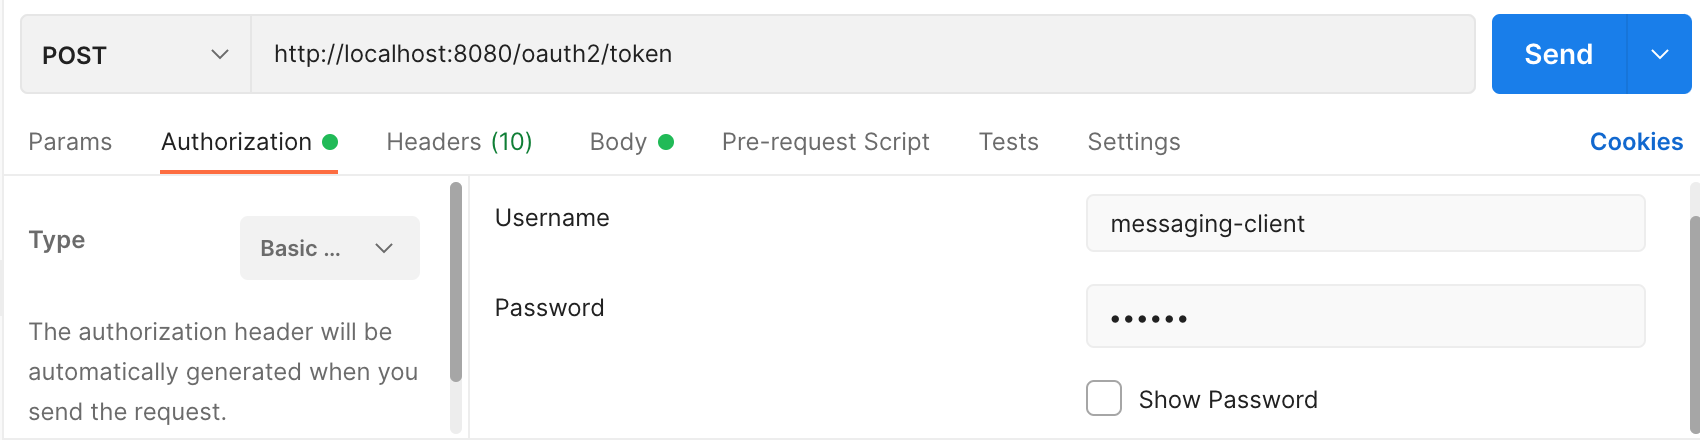 POST http://localhost:8080/oauth2/token Send
Params Authorization Headers (10) Body Pre-request Script Tests Settings Cookies
Type Basic ...
The authorization header will be
automatically generated when you
send the request.
Username messaging-client
Password ••••••
Show Password